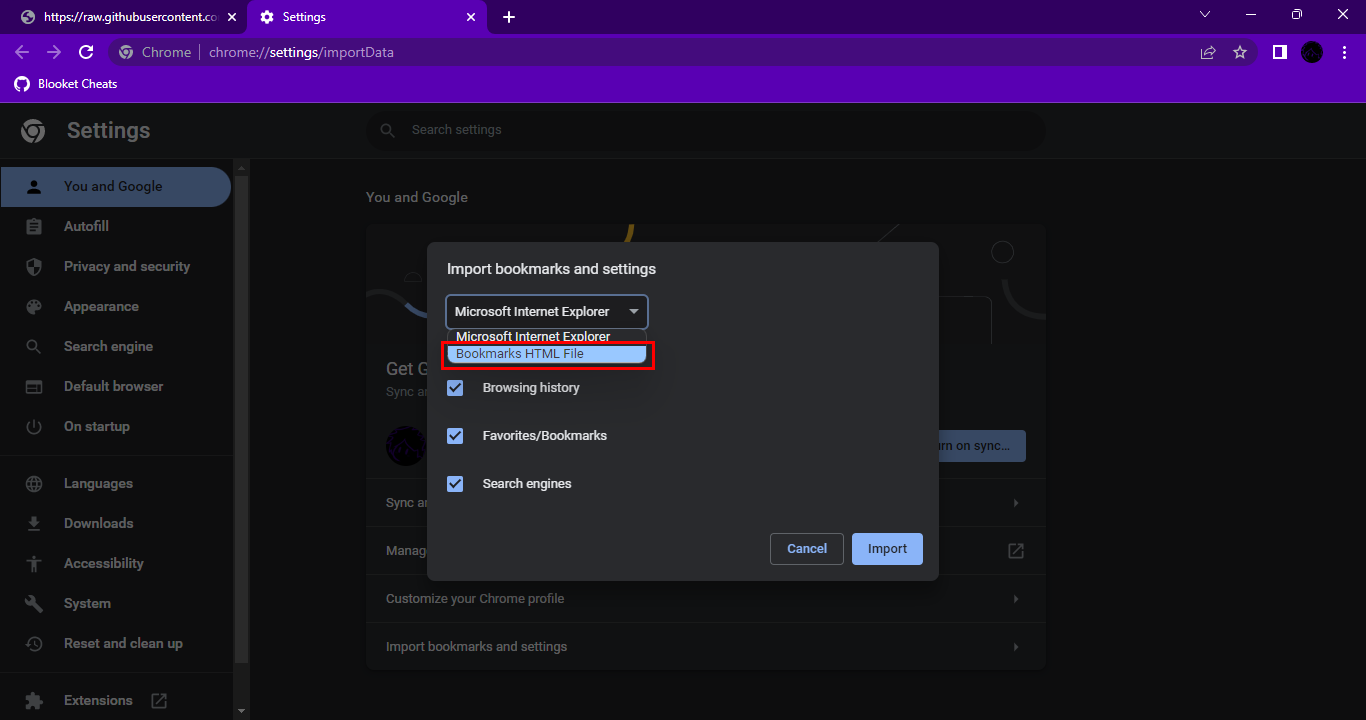 https://raw.githubusercontent.co
Settings
Chrome
chrome://settings/importData
Blooket Cheats
Settings
Search settings
You and Google
Autofill
Privacy and security
Appearance
Search engine
Default browser
On startup
Languages
Downloads
Accessibility
System
Reset and clean up
Extensions
You and Google
Get G
Sync a
urn on sync...
Sync a
Manag
Customize your Chrome profile
Import bookmarks and settings
Import bookmarks and settings
Microsoft Internet Explorer
Microsoft Internet Explorer
Bookmarks HTML File
Browsing history
Favorites/Bookmarks
Search engines
Cancel
Import